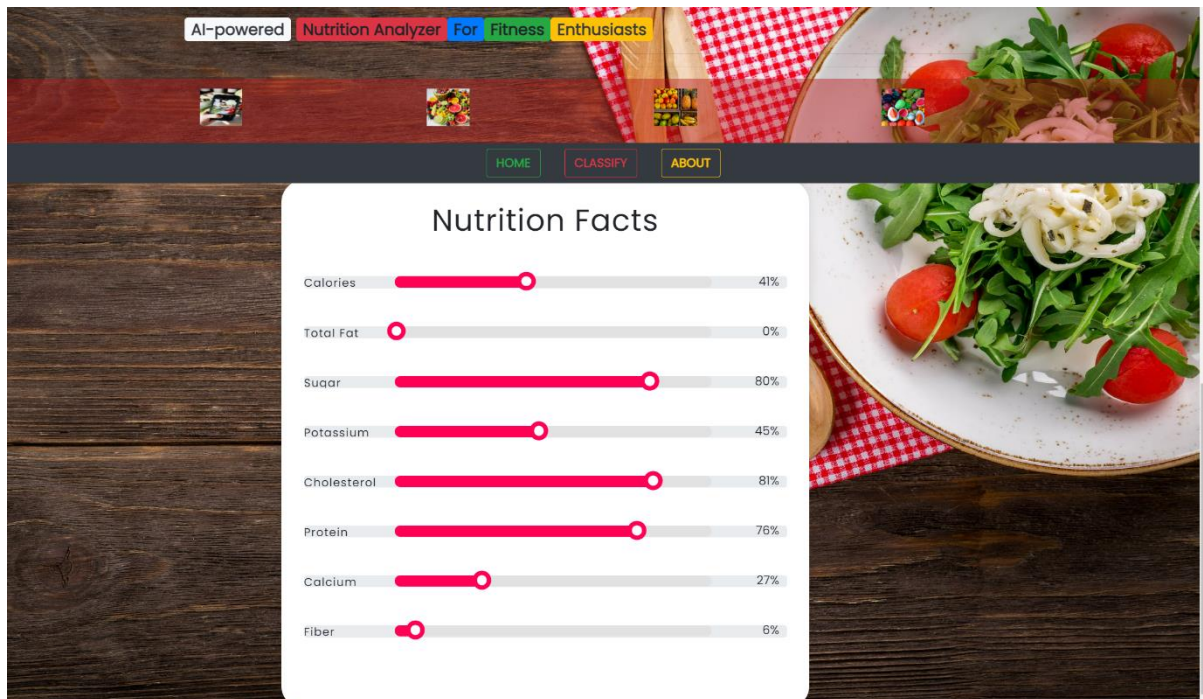 AI-powered Nutrition Analyzer For Fitness Enthusiasts
HOME CLASSIFY ABOUT
Nutrition Facts
Calories 41%
Total Fat 0%
Sugar 80%
Potassium 45%
Cholesterol 81%
Protein 76%
Calcium 27%
Fiber 6%